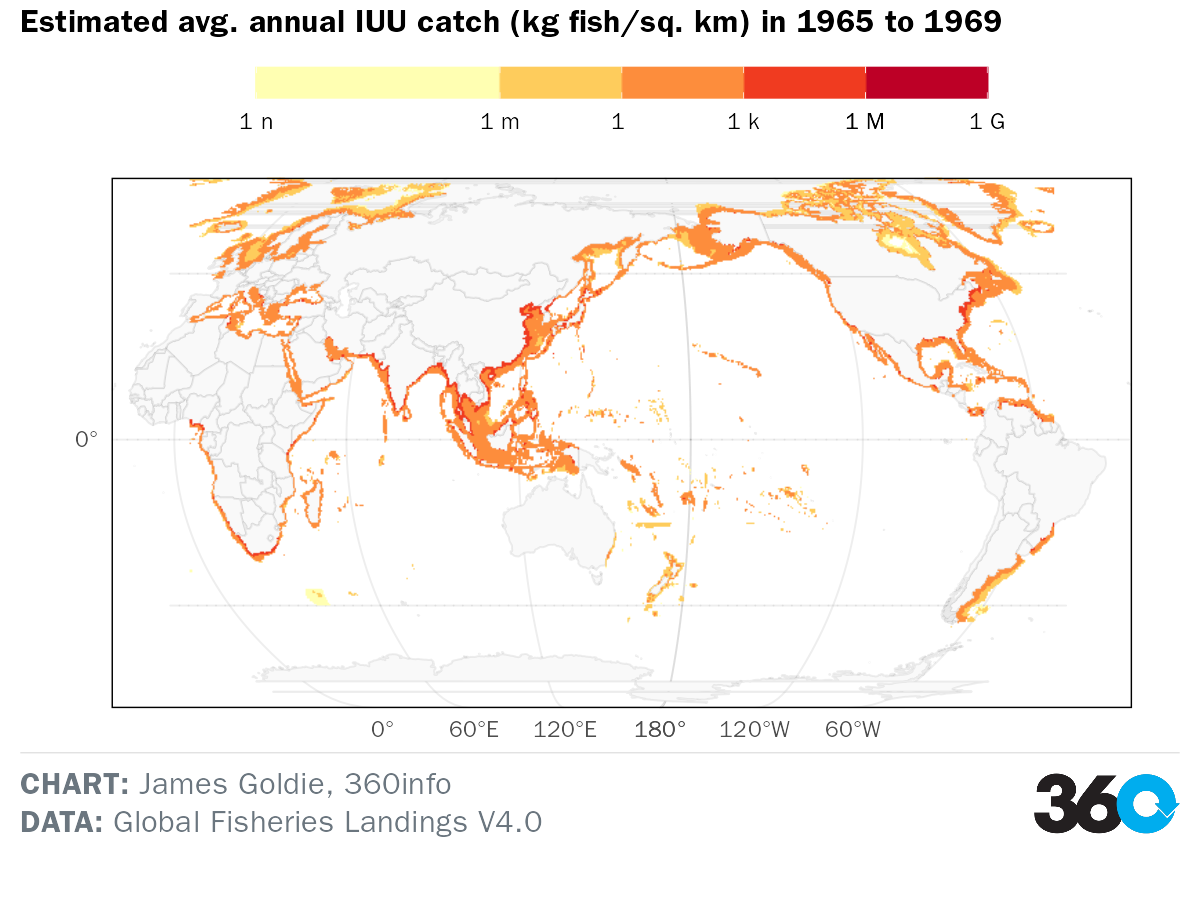 Estimated avg. annual IUU catch (kg fish/sq. km) in 1965 to 1969
1 n 1 m 1 1 k 1 M 1 G
0°
0° 60°E 120°E 180° 120°W 60°W
CHART: James Goldie, 360info
DATA: Global Fisheries Landings V4.0
360